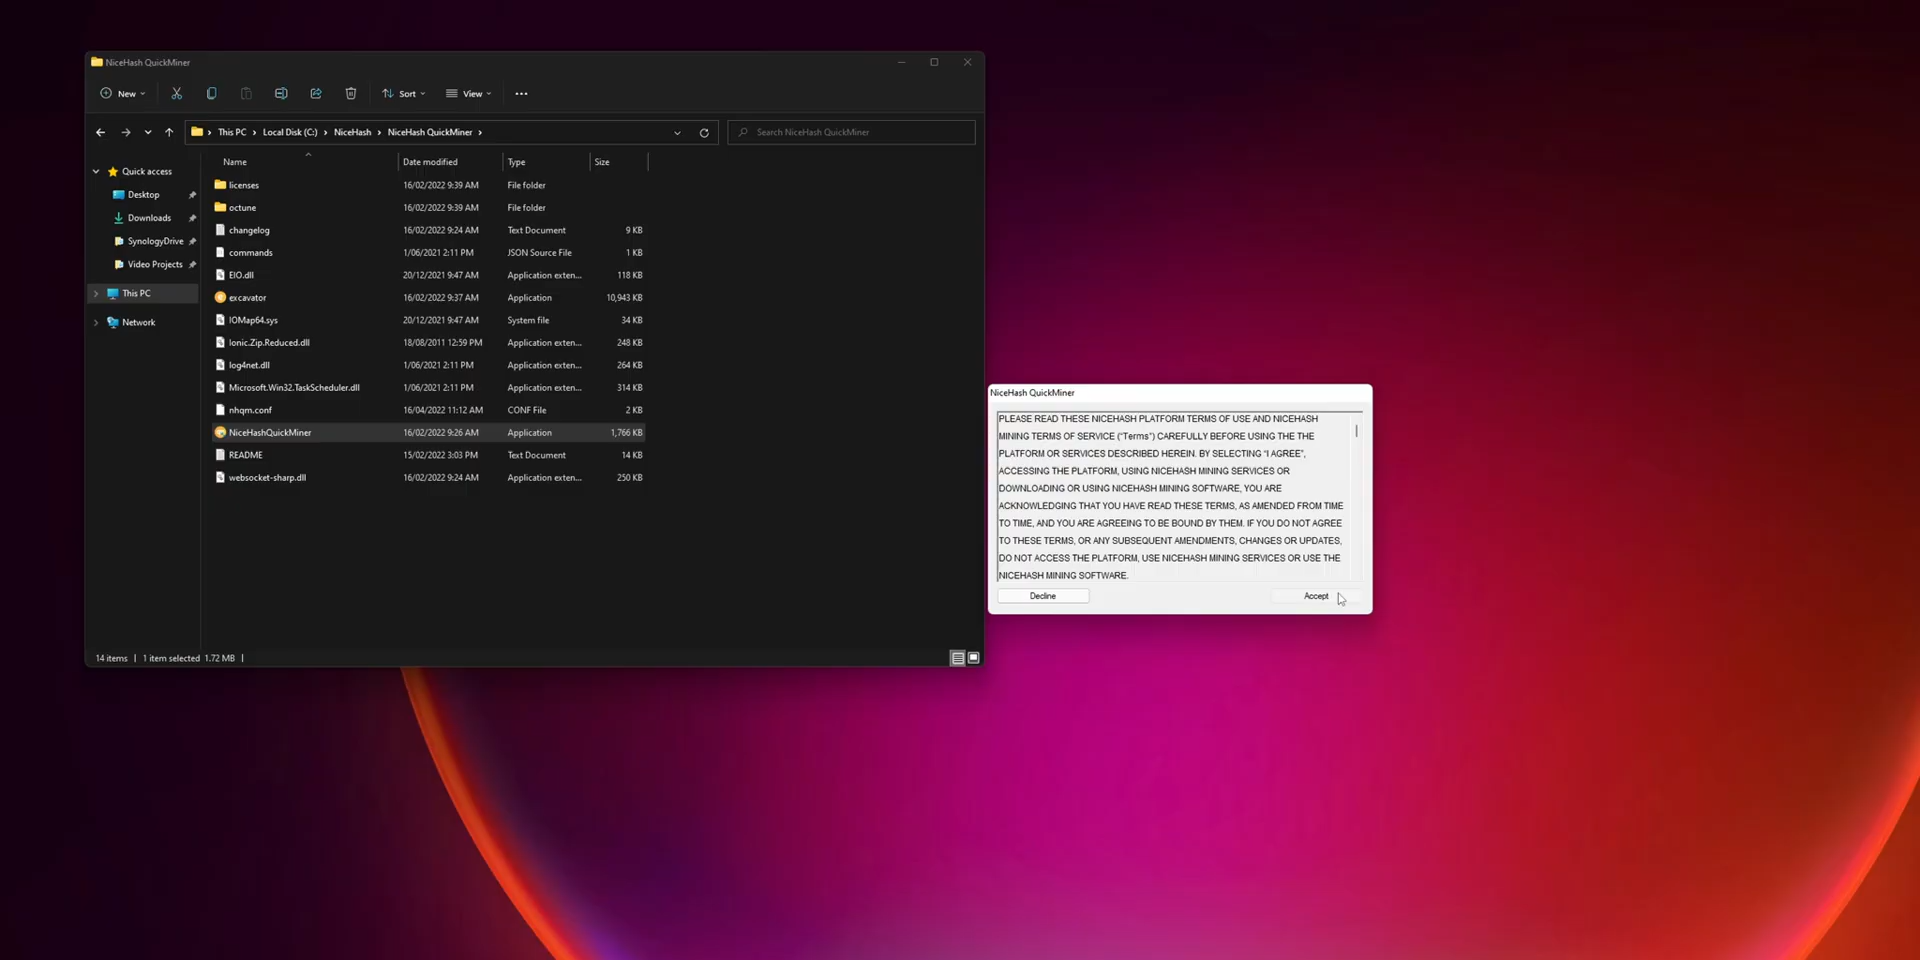 NiceHash QuickMiner
New
Sort
View
This PC > Local Disk (C:) > NiceHash > NiceHash QuickMiner >
Search NiceHash QuickMiner
Quick access
Desktop
Downloads
SynologyDrive
Video Projects
This PC
Network
Name Date modified Type Size
licenses 16/02/2022 9:39 AM File folder
octune 16/02/2022 9:39 AM File folder
changelog 16/02/2022 9:24 AM Text Document 9 KB
commands 1/06/2021 2:11 PM JSON Source File 1 KB
EIO.dll 20/12/2021 9:47 AM Application exten... 118 KB
excavator 16/02/2022 9:37 AM Application 10,943 KB
IOMap64.sys 20/12/2021 9:47 AM System file 34 KB
Ionic.Zip.Reduced.dll 18/08/2011 12:59 PM Application exten... 248 KB
log4net.dll 1/06/2021 2:11 PM Application exten... 264 KB
Microsoft.Win32.TaskScheduler.dll 1/06/2021 2:11 PM Application exten... 314 KB
nhqm.conf 16/04/2022 11:12 AM CONF File 2 KB
NiceHashQuickMiner 16/02/2022 9:26 AM Application 1,766 KB
README 15/02/2022 3:03 PM Text Document 14 KB
websocket-sharp.dll 16/02/2022 9:24 AM Application exten... 250 KB
14 items | 1 item selected 1.72 MB |
NiceHash QuickMiner
PLEASE READ THESE NICEHASH PLATFORM TERMS OF USE AND NICEHASH
MINING TERMS OF SERVICE ("Terms") CAREFULLY BEFORE USING THE THE
PLATFORM OR SERVICES DESCRIBED HEREIN. BY SELECTING "I AGREE",
ACCESSING THE PLATFORM, USING NICEHASH MINING SERVICES OR
DOWNLOADING OR USING NICEHASH MINING SOFTWARE, YOU ARE
ACKNOWLEDGING THAT YOU HAVE READ THESE TERMS, AS AMENDED FROM TIME
TO TIME, AND YOU ARE AGREEING TO BE BOUND BY THEM. IF YOU DO NOT AGREE
TO THESE TERMS, OR ANY SUBSEQUENT AMENDMENTS, CHANGES OR UPDATES,
DO NOT ACCESS THE PLATFORM, USE NICEHASH MINING SERVICES OR USE THE
NICEHASH MINING SOFTWARE.
Decline
Accept